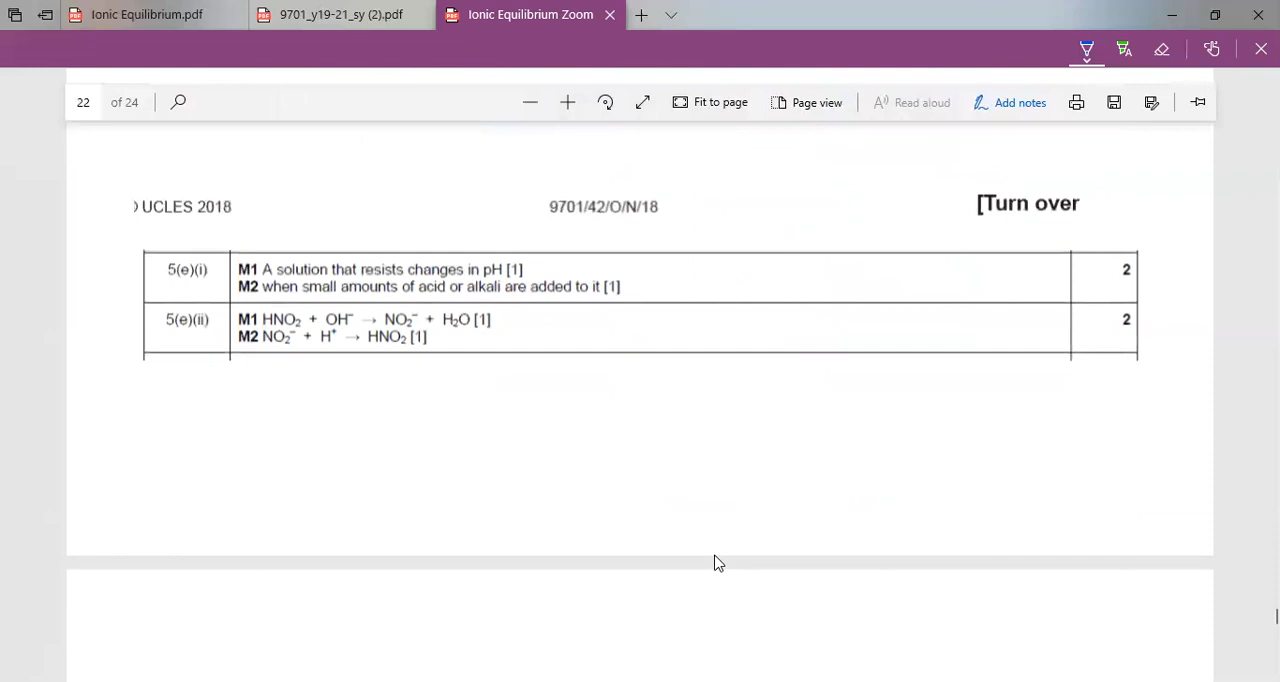 Ionic Equilibrium.pdf 9701_y19-21_sy (2).pdf Ionic Equilibrium Zoom
22 of 24 Fit to page Page view Read aloud Add notes
) UCLES 2018 9701/42/O/N/18 [Turn over
5(e)(i) M1 A solution that resists changes in pH [1] 2
M2 when small amounts of acid or alkali are added to it [1]
5(e)(ii) M1 HNO₂ + OH⁻ → NO₂⁻ + H₂O [1] 2
M2 NO₂⁻ + H⁺ → HNO₂ [1]